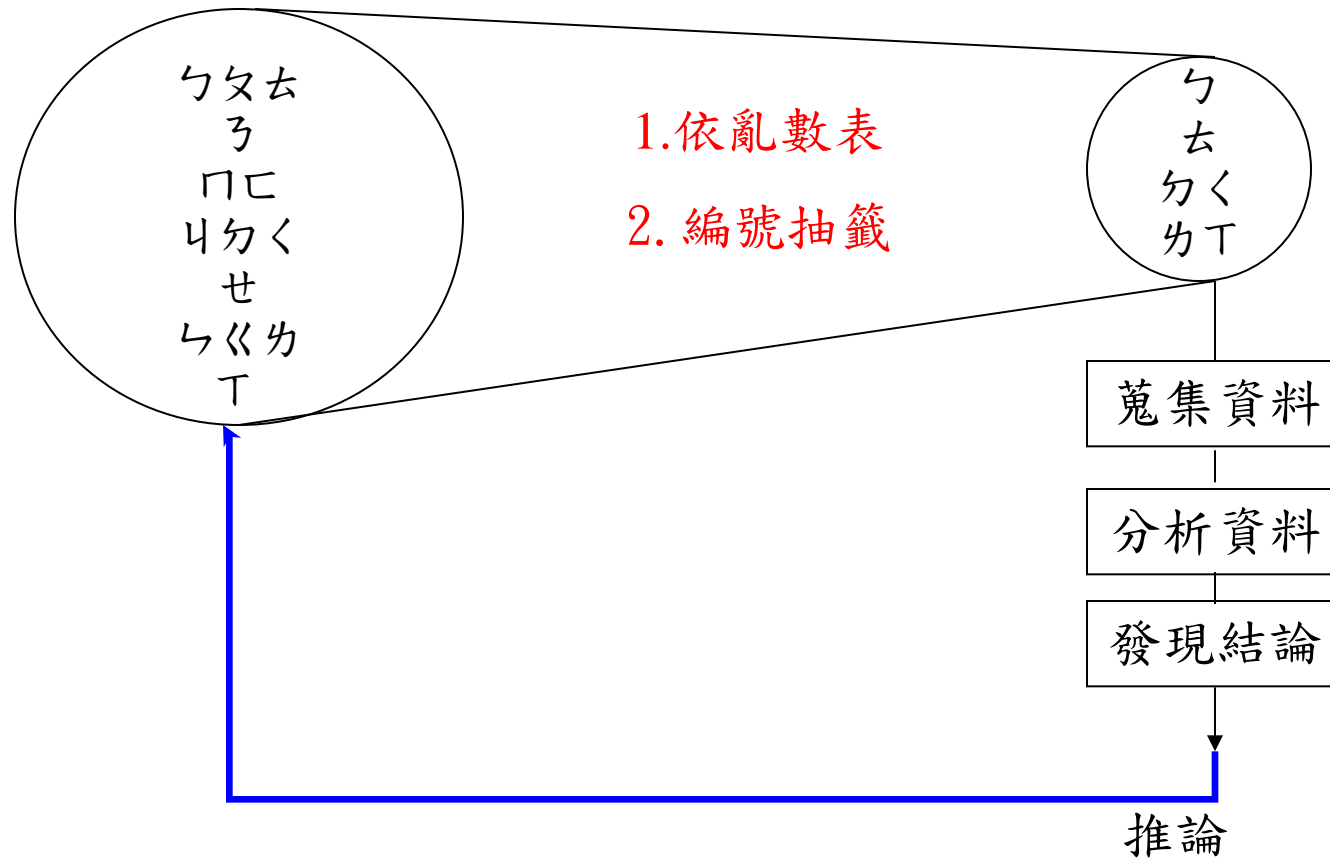 ㄅㄆㄊ
ㄋ
ㄇㄈ
ㄐㄉㄑ
ㄝ
ㄣㄍㄌ
ㄒ
1.依亂數表
2.編號抽籤
ㄅ
ㄊ
ㄉㄑ
ㄌㄒ
蒐集資料
分析資料
發現結論
推論